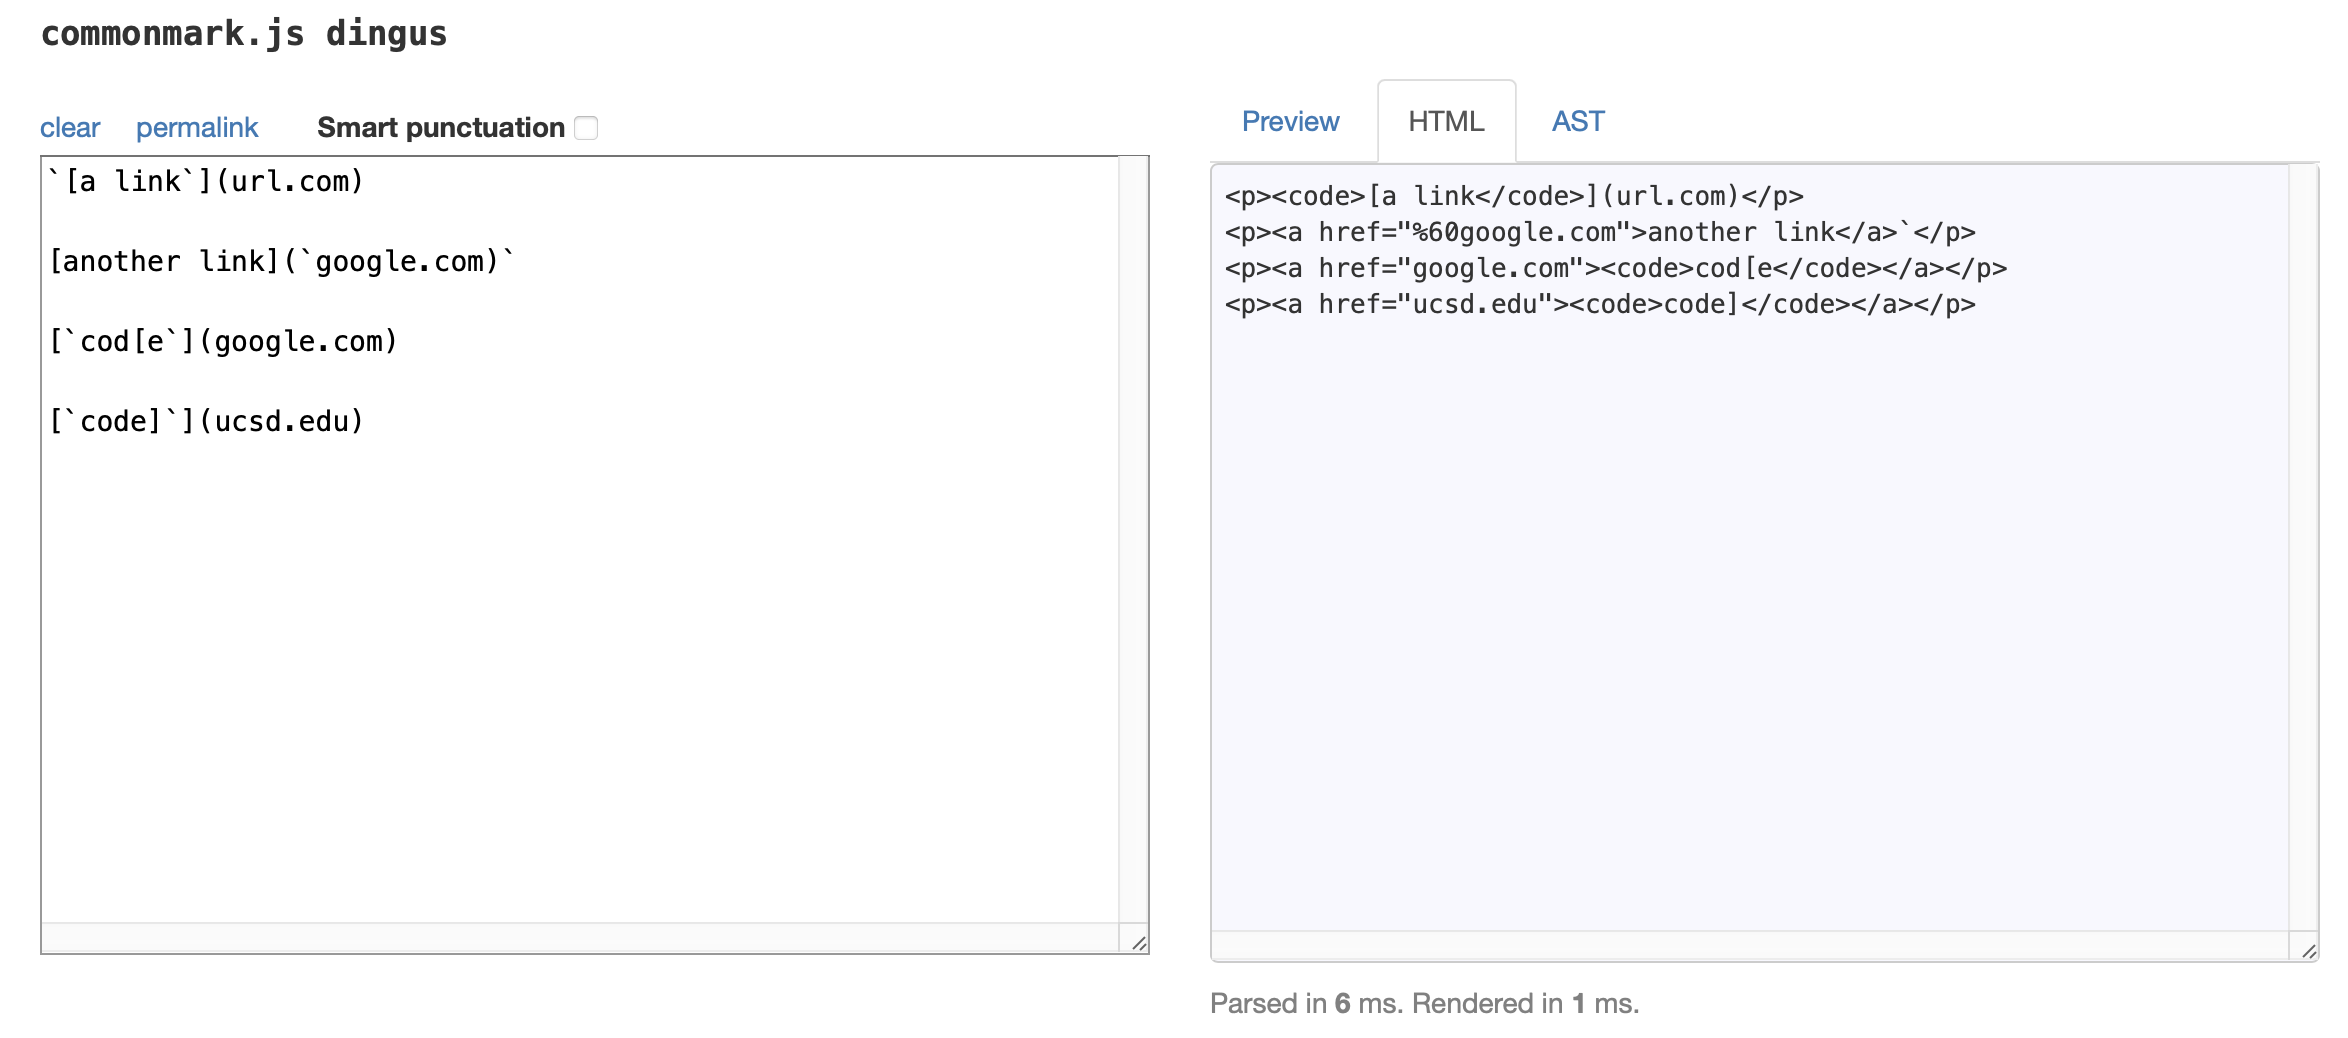 commonmark.js dingus
clear permalink Smart punctuation
Preview HTML AST
`[a link`](url.com)
[another link](`google.com)`
[`cod[e`](google.com)
[`code]`](ucsd.edu)
<p><code>[a link</code>](url.com)</p>
<p><a href="%60google.com">another link</a>`</p>
<p><a href="google.com"><code>cod[e</code></a></p>
<p><a href="ucsd.edu"><code>code]</code></a></p>
Parsed in 6 ms. Rendered in 1 ms.